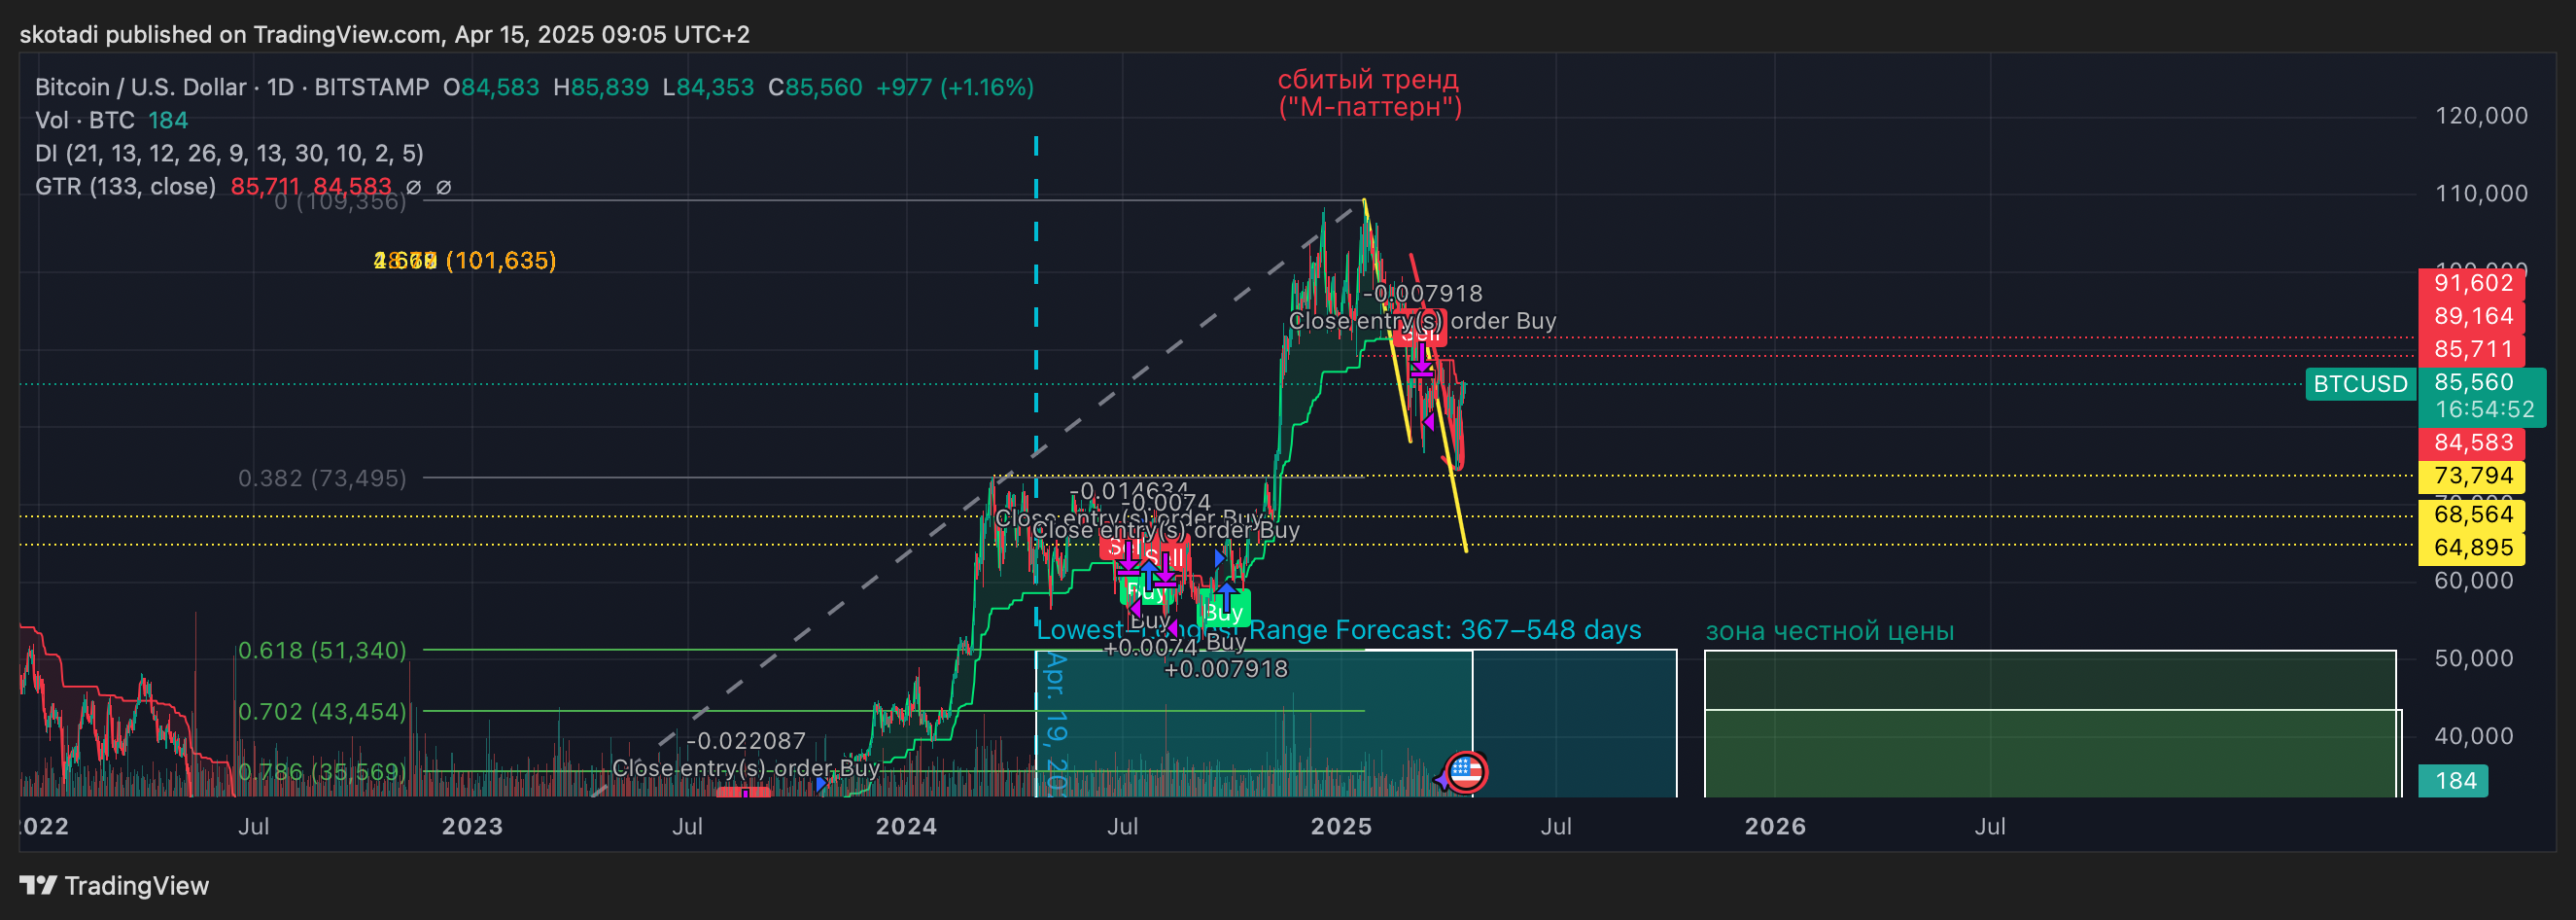 skotadi published on TradingView.com, Apr 15, 2025 09:05 UTC+2
Bitcoin / U.S. Dollar · 1D · BITSTAMP O84,583 H85,839 L84,353 C85,560 +977 (+1.16%)
Vol · BTC 184
DI (21, 13, 12, 26, 9, 13, 30, 10, 2, 5)
GTR (133, close) 85,711 84,583 ∅ ∅
0 (109,356)
(101,635)
сбитый тренд
("М-паттерн")
-0.007918
Close entry(s) order Buy
Sell
0.382 (73,495)
-0.014634
-0.0074
Close entry(s) order Buy
Close entry(s) order Buy
Sell
Sell
Buy
Buy
Buy
Buy
+0.0074
+0.007918
Lowest–Longest Range Forecast: 367–548 days
зона честной цены
0.618 (51,340)
Apr. 19,
0.702 (43,454)
-0.022087
Close entry(s) order Buy
0.786 (35,569)
120,000
110,000
100,000
91,602
89,164
85,711
BTCUSD 85,560
16:54:52
84,583
73,794
70,000
68,564
64,895
60,000
50,000
40,000
184
2022 Jul 2023 Jul 2024 Jul 2025 Jul 2026 Jul
TradingView